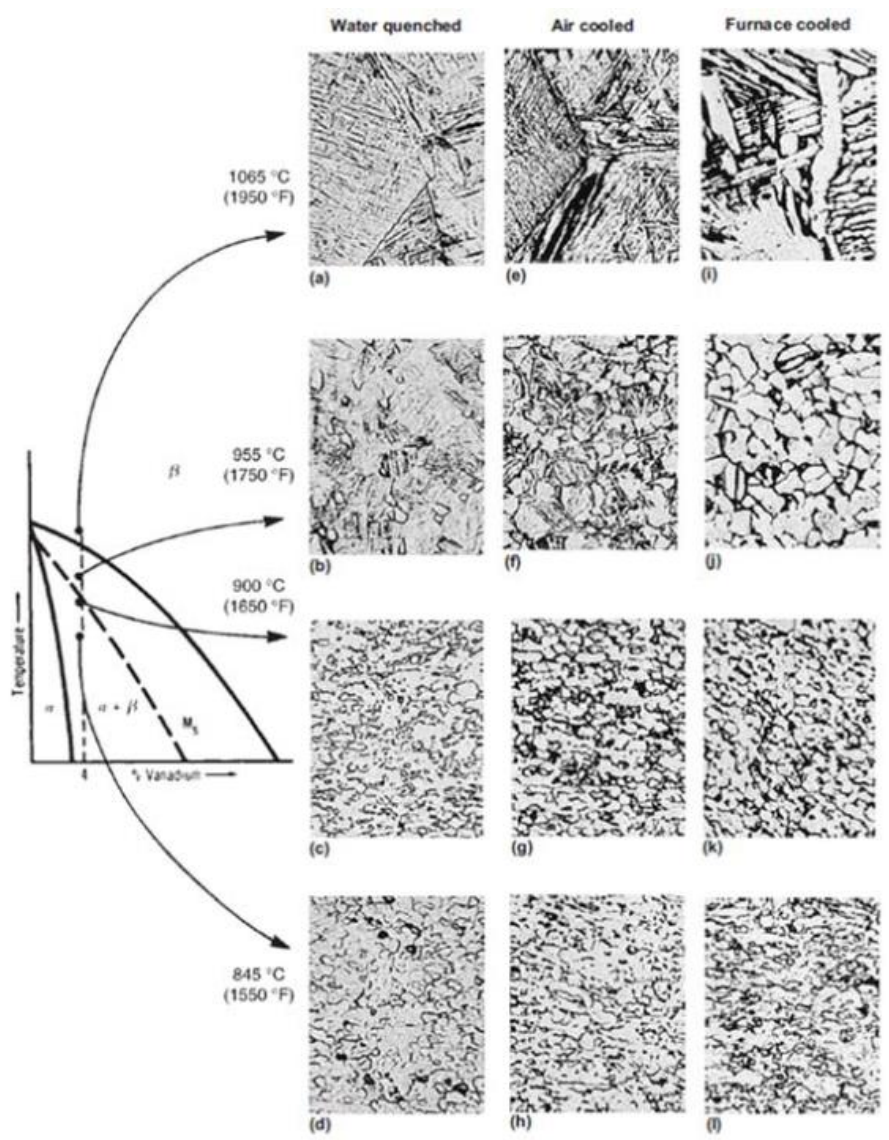 Water quenched
Air cooled
Furnace cooled
1065 °C
(1950 °F)
(a)
(e)
(i)
955 °C
(1750 °F)
β
(b)
(f)
(j)
900 °C
(1650 °F)
Temperature
α
α + β
Ms
4
% Vanadium
(c)
(g)
(k)
845 °C
(1550 °F)
(d)
(h)
(l)